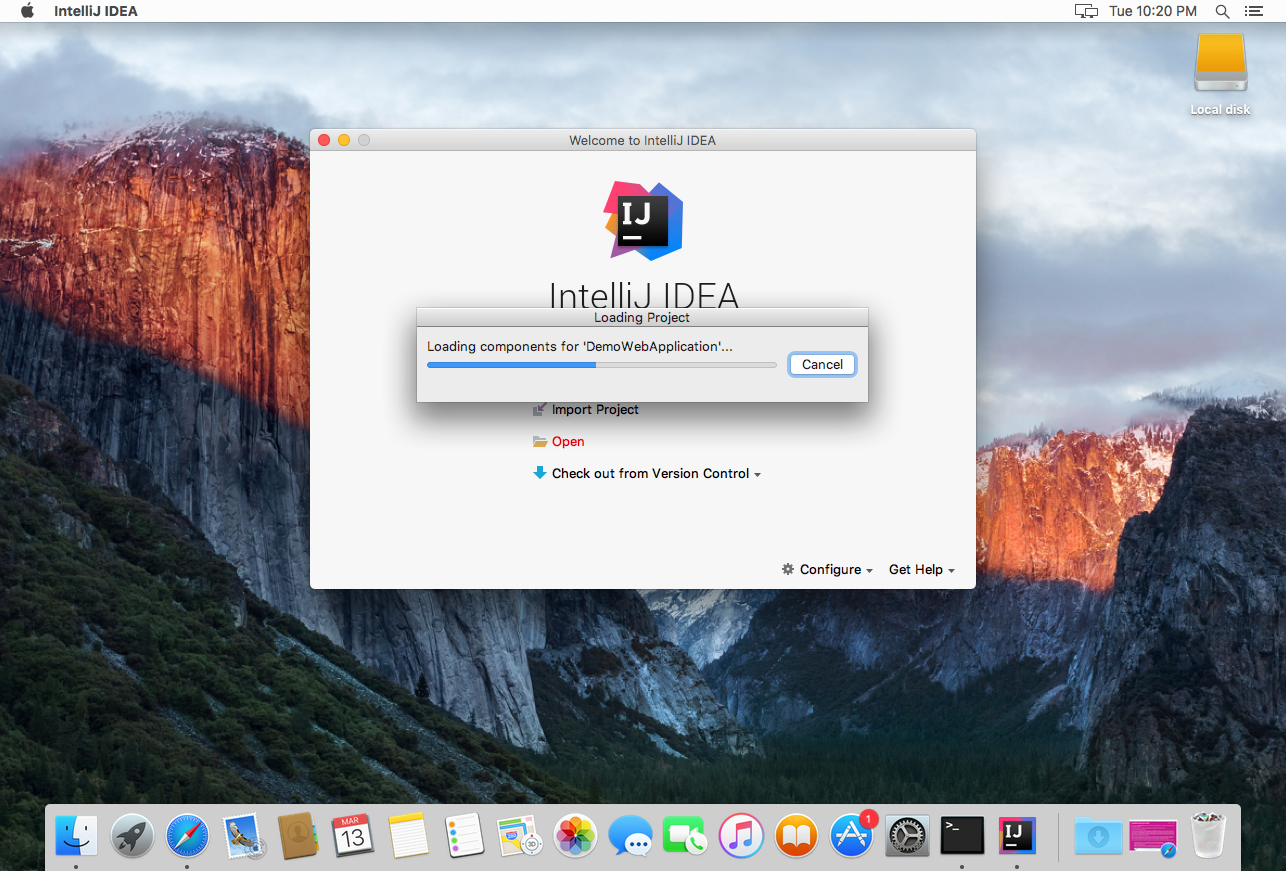 IntelliJ IDEA
Tue 10:20 PM
Local disk
Welcome to IntelliJ IDEA
IJ
IntelliJ IDEA
Loading Project
Loading components for 'DemoWebApplication'...
Cancel
Import Project
Open
Check out from Version Control
Configure
Get Help
MAR
13
3D
1
>_
IJ